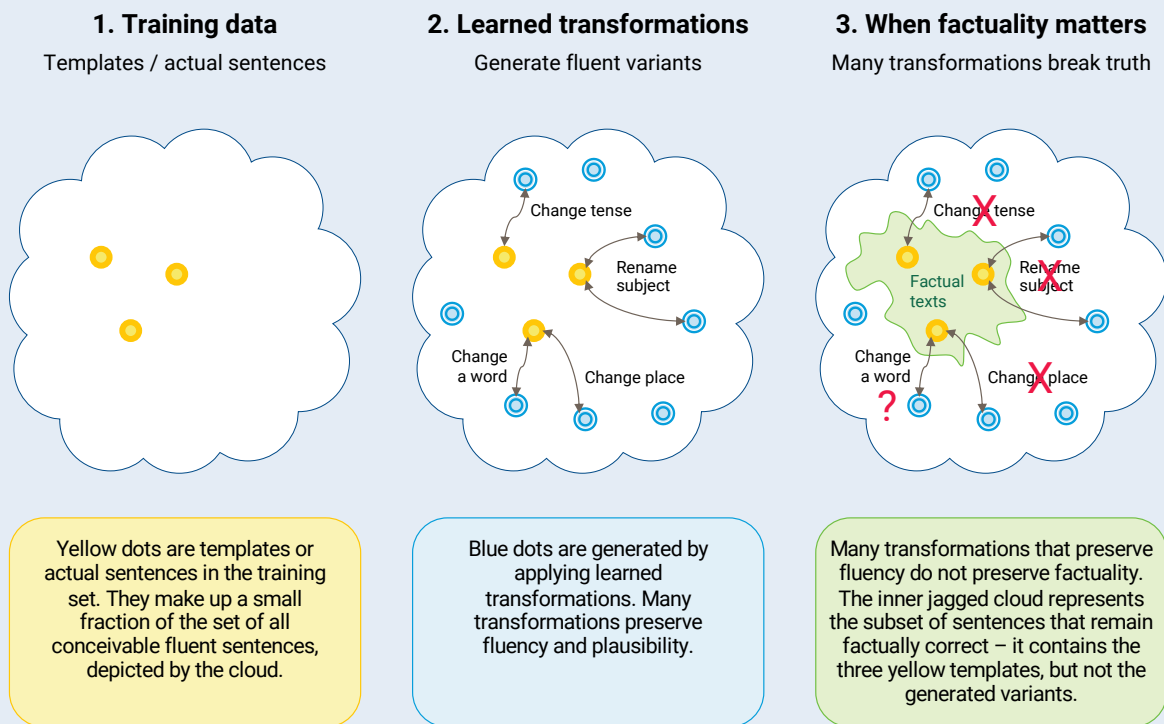 1. Training data
Templates / actual sentences
Yellow dots are templates or
actual sentences in the training
set. They make up a small
fraction of the set of all
conceivable fluent sentences,
depicted by the cloud.
2. Learned transformations
Generate fluent variants
Change tense
Rename
subject
Change
a word
Change place
Blue dots are generated by
applying learned
transformations. Many
transformations preserve
fluency and plausibility.
3. When factuality matters
Many transformations break truth
Change tense
X
Rename
subject
X
Factual
texts
Change
a word
?
Change place
X
Many transformations that preserve
fluency do not preserve factuality.
The inner jagged cloud represents
the subset of sentences that remain
factually correct – it contains the
three yellow templates, but not the
generated variants.